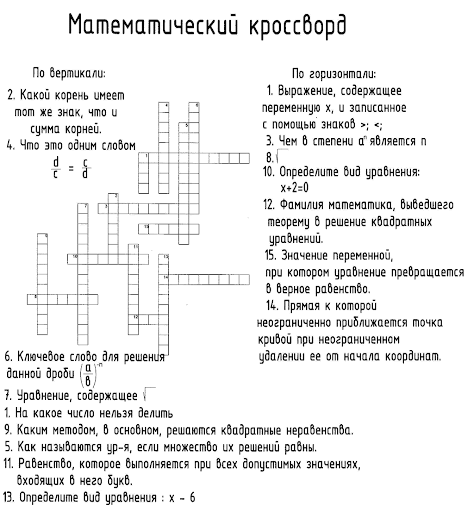 Математический кроссворд
По вертикали:
2. Какой корень имеет
тот же знак, что и
сумма корней.
4. Что это одним словом
d/c = c/d
По горизонтали:
1. Выражение, содержащее
переменную x, и записанное
с помощью знаков >; <;
3. Чем в степени aⁿ является n
8.√
10. Определите вид уравнения:
x+2=0
12. Фамилия математика, выведшего
теорему в решение квадратных
уравнений.
15. Значение переменной,
при котором уравнение превращается
в верное равенство.
14. Прямая к которой
неограниченно приближается точка
кривой при неограниченном
удалении ее от начала координат.
6. Ключевое слово для решения
данной дроби (a/b)⁻ⁿ
7. Уравнение, содержащее √
1. На какое число нельзя делить
9. Каким методом, в основном, решаются квадратные неравенства.
5. Как называются ур-я, если множество их решений равны.
11. Равенство, которое выполняется при всех допустимых значениях,
входящих в него букв.
13. Определите вид уравнения : x - 6